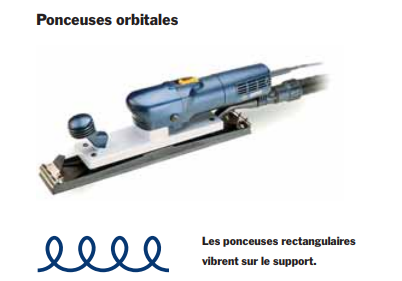 Ponceuses orbitales
Les ponceuses rectangulaires
vibrent sur le support.